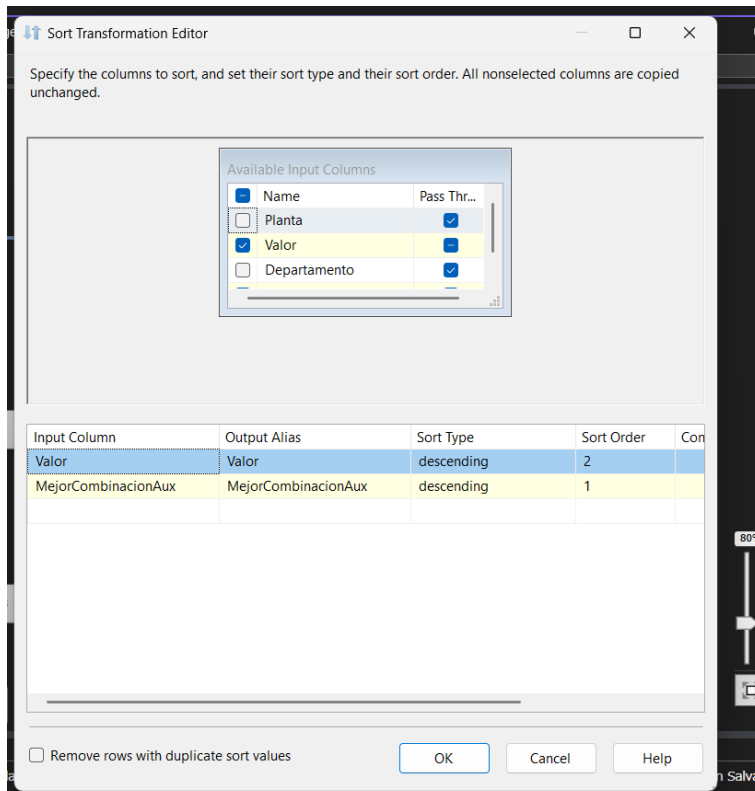 Sort Transformation Editor
Specify the columns to sort, and set their sort type and their sort order. All nonselected columns are copied
unchanged.
Available Input Columns
Name Pass Thr...
Planta
Valor
Departamento
Input Column Output Alias Sort Type Sort Order Con
Valor Valor descending 2
MejorCombinacionAux MejorCombinacionAux descending 1
80%
Remove rows with duplicate sort values
OK Cancel Help
n Salva